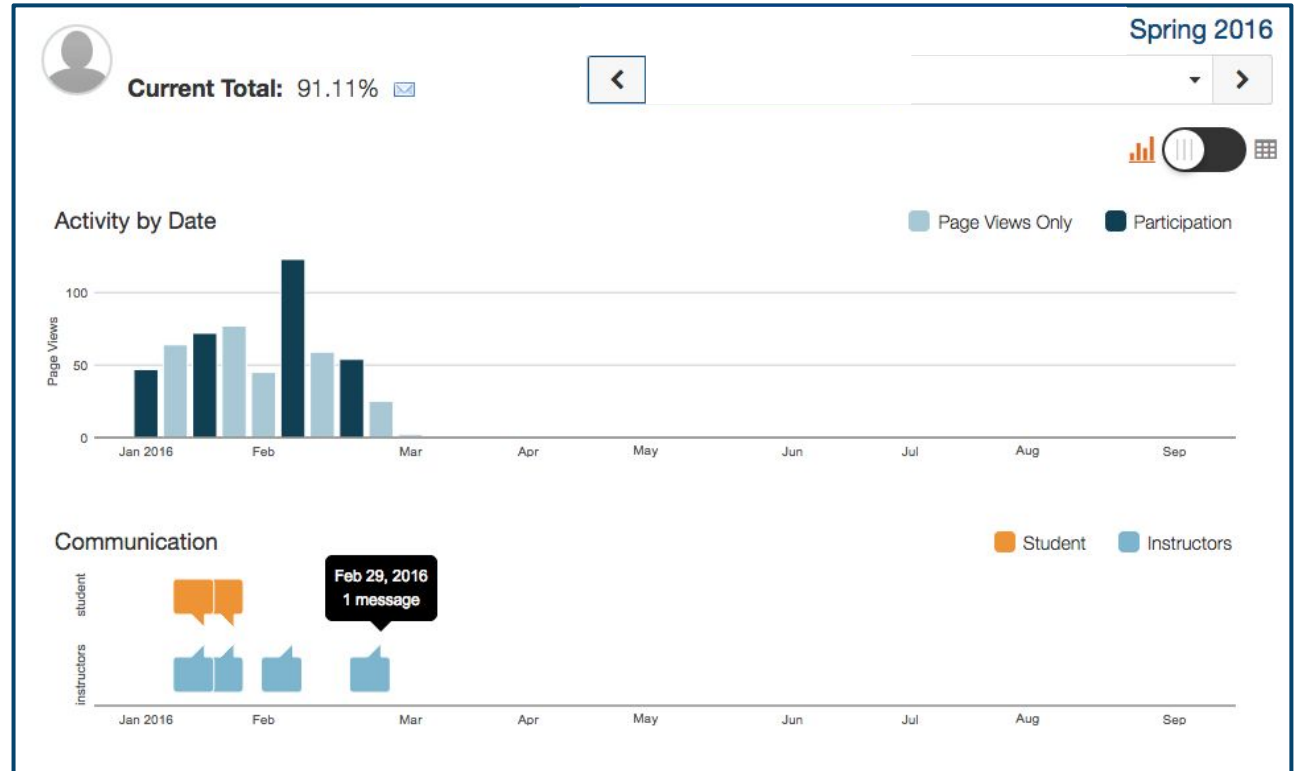 Spring 2016
Current Total: 91.11%
Activity by Date
Page Views Only Participation
100
50
0
Page Views
Jan 2016 Feb Mar Apr May Jun Jul Aug Sep
Communication
Student Instructors
Feb 29, 2016
1 message
student
instructors
Jan 2016 Feb Mar Apr May Jun Jul Aug Sep